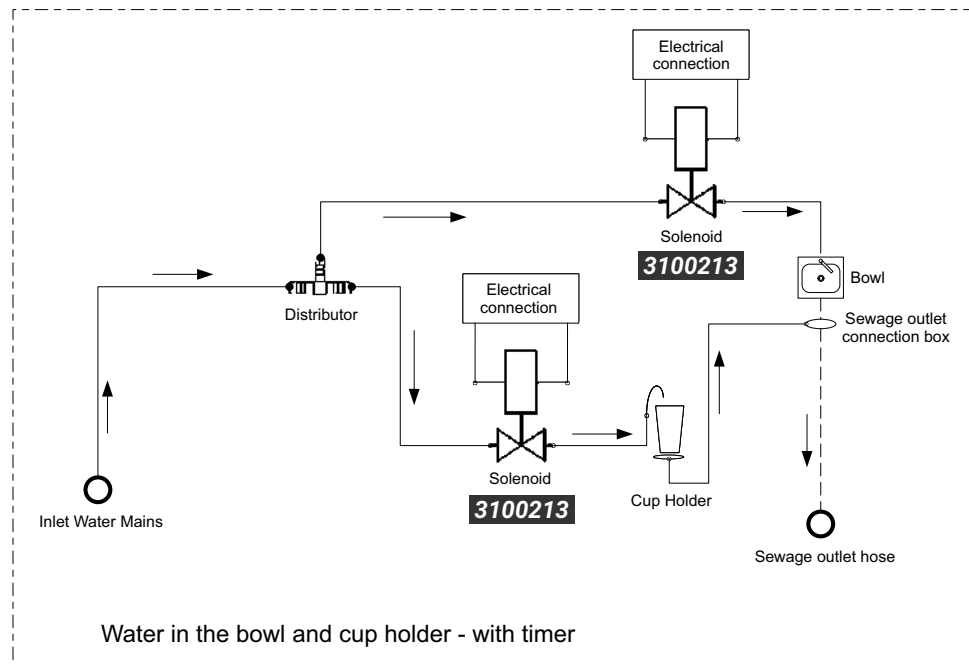 Electrical
connection
Solenoid
3100213
Bowl
Distributor
Electrical
connection
Sewage outlet
connection box
Solenoid
3100213
Cup Holder
Inlet Water Mains
Sewage outlet hose
Water in the bowl and cup holder - with timer